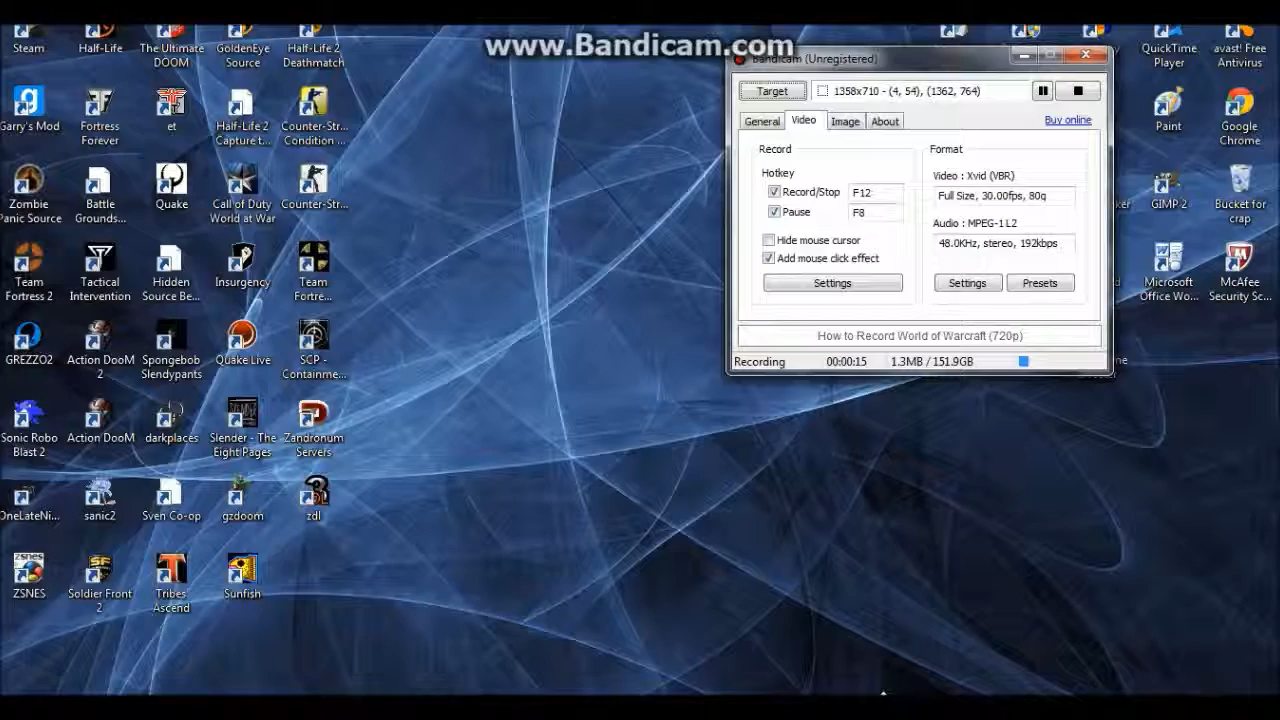 www.Bandicam.com
Steam
Half-Life
The Ultimate
DOOM
GoldenEye
Source
Half-Life 2
Deathmatch
QuickTime
Player
avast! Free
Antivirus
Bandicam (Unregistered)
Target
1358x710 - (4, 54), (1362, 764)
General
Video
Image
About
Buy online
Record
Format
Hotkey
Video : Xvid (VBR)
Record/Stop
F12
Full Size, 30.00fps, 80q
Pause
F8
Audio : MPEG-1 L2
Hide mouse cursor
48.0KHz, stereo, 192kbps
Add mouse click effect
Settings
Settings
Presets
How to Record World of Warcraft (720p)
Recording
00:00:15
1.3MB / 151.9GB
Garry's Mod
Fortress
Forever
et
Half-Life 2
Capture t...
Counter-Str...
Condition ...
Paint
Google
Chrome
Zombie
Panic Source
Battle
Grounds...
Quake
Call of Duty
World at War
Counter-Str...
GIMP 2
Bucket for
crap
Team
Fortress 2
Tactical
Intervention
Hidden
Source Be...
Insurgency
Team
Fortre...
Microsoft
Office Wo...
McAfee
Security Sc...
GREZZO2
Action DooM
2
Spongebob
Slendypants
Quake Live
SCP -
Containme...
Sonic Robo
Blast 2
Action DooM
darkplaces
Slender - The
Eight Pages
Zandronum
Servers
OneLateNi...
sanic2
Sven Co-op
gzdoom
zdl
ZSNES
Soldier Front
2
Tribes
Ascend
Sunfish